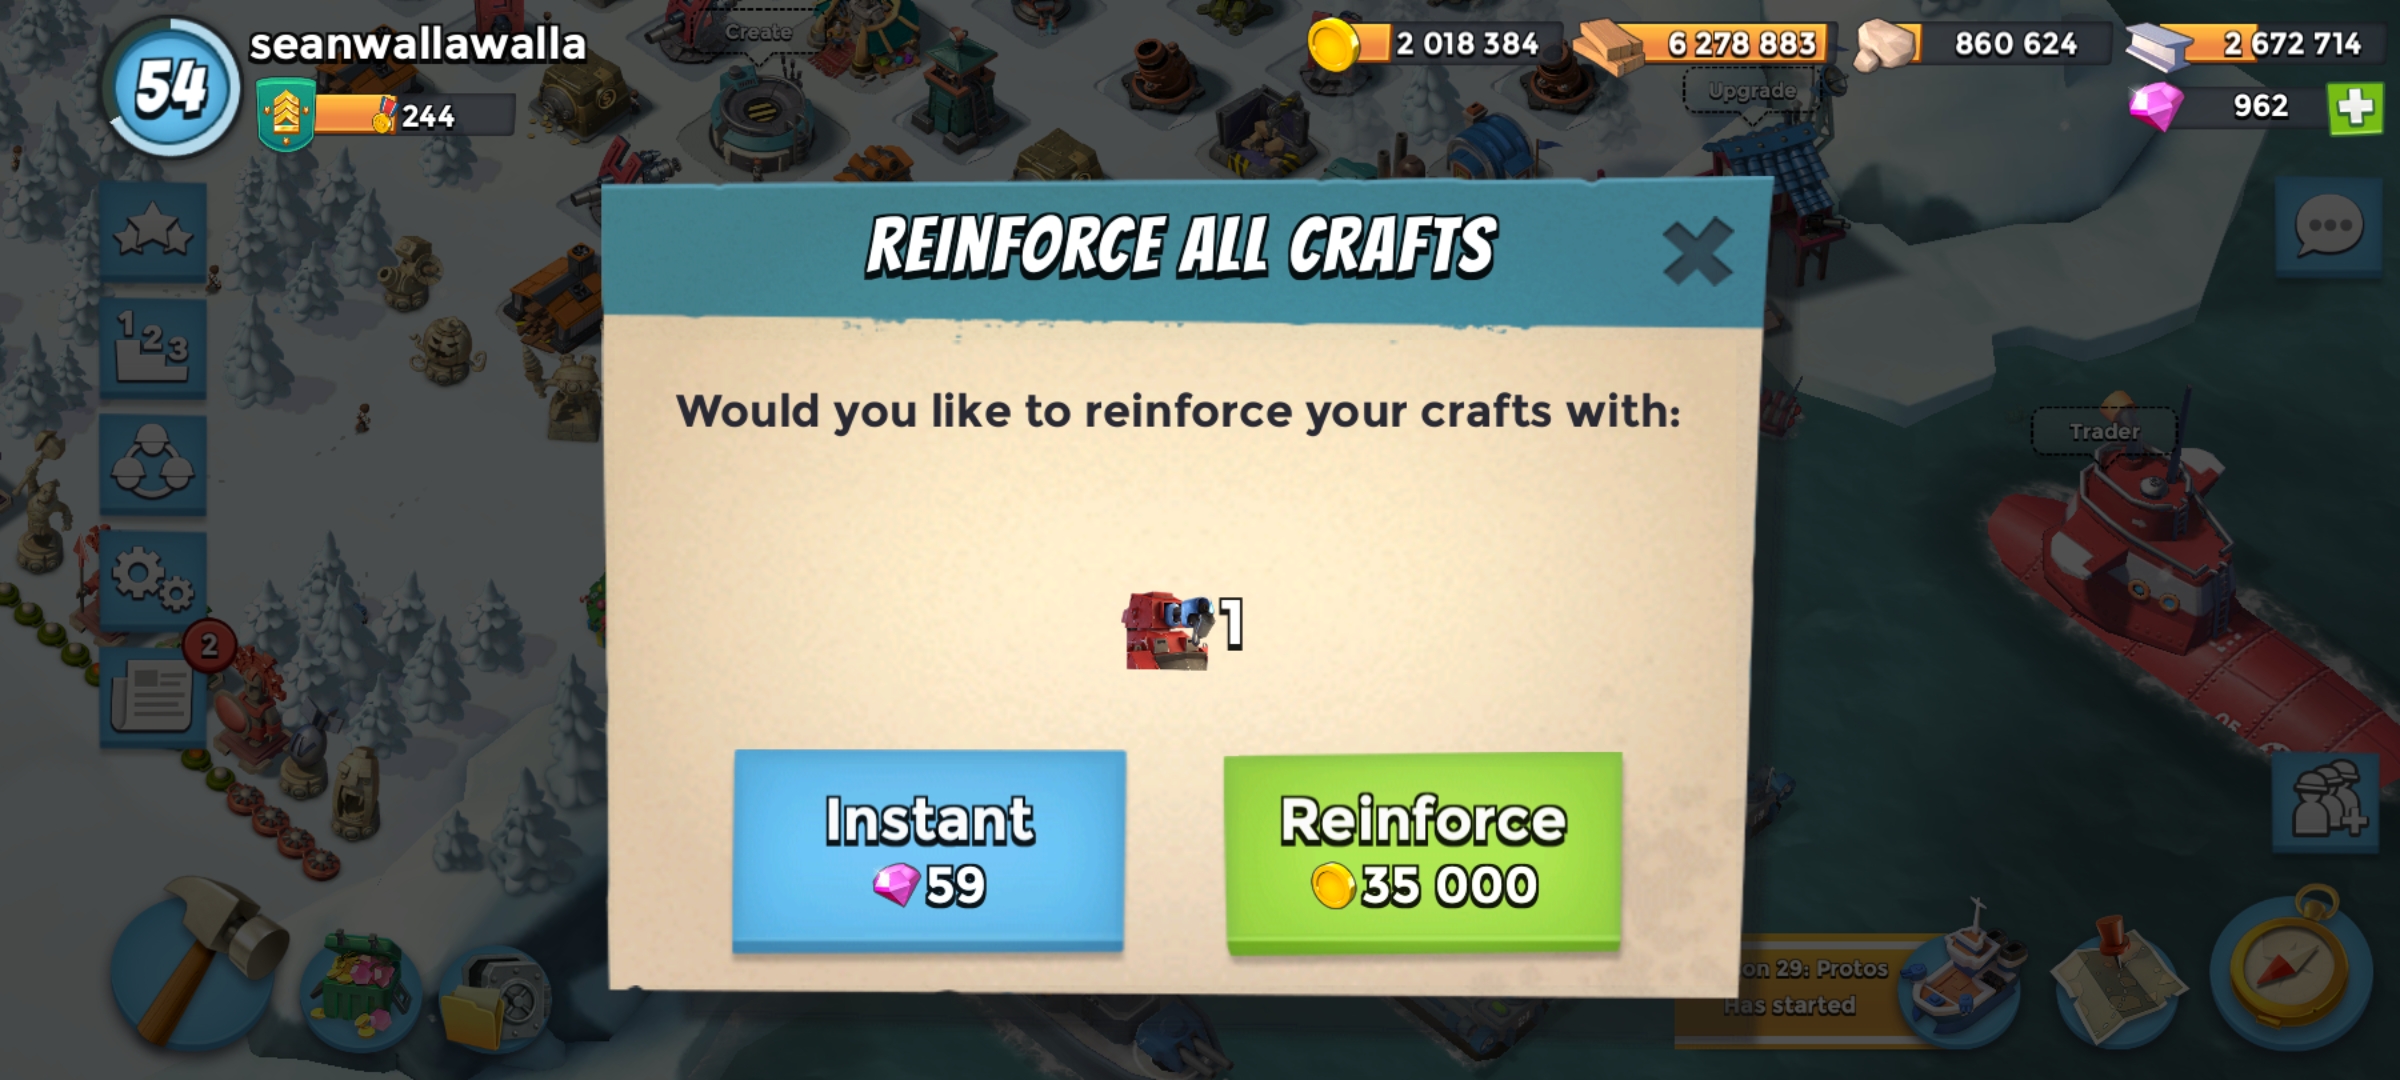 54
seanwallawalla
244
Create
2 018 384
6 278 883
860 624
2 672 714
962
Upgrade
REINFORCE ALL CRAFTS
Would you like to reinforce your crafts with:
1
Instant
59
Reinforce
35 000
123
2
Trader
05
on 29: Protos
Has started